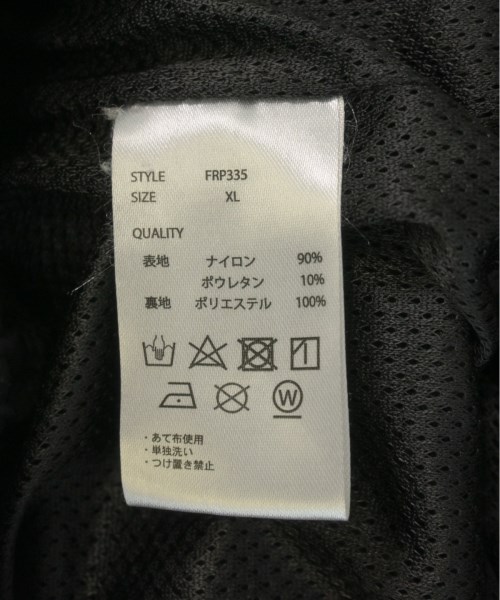 STYLE FRP335
SIZE XL
QUALITY
表地 ナイロン 90%
ポウレタン 10%
裏地 ポリエステル 100%
W
・あて布使用
・単独洗い
・つけ置き禁止